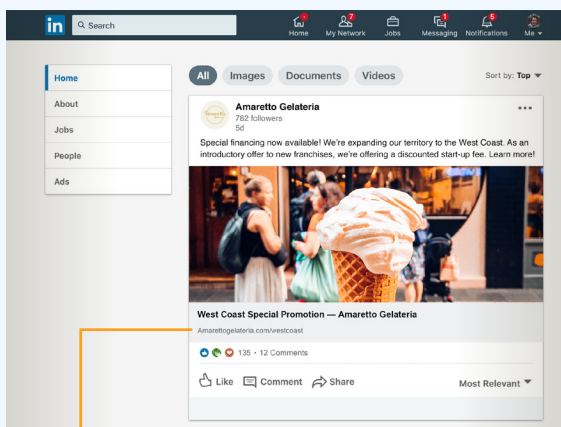 in
Search
Home
7
My Network
Jobs
1
Messaging
5
Notifications
Me
Home
About
Jobs
People
Ads
All
Images
Documents
Videos
Sort by: Top
Amaretto Gelateria
782 followers
5d
Special financing now available! We're expanding our territory to the West Coast. As an
introductory offer to new franchises, we're offering a discounted start-up fee. Learn more!
West Coast Special Promotion — Amaretto Gelateria
Amarettogelateria.com/westcoast
135 • 12 Comments
Like
Comment
Share
Most Relevant